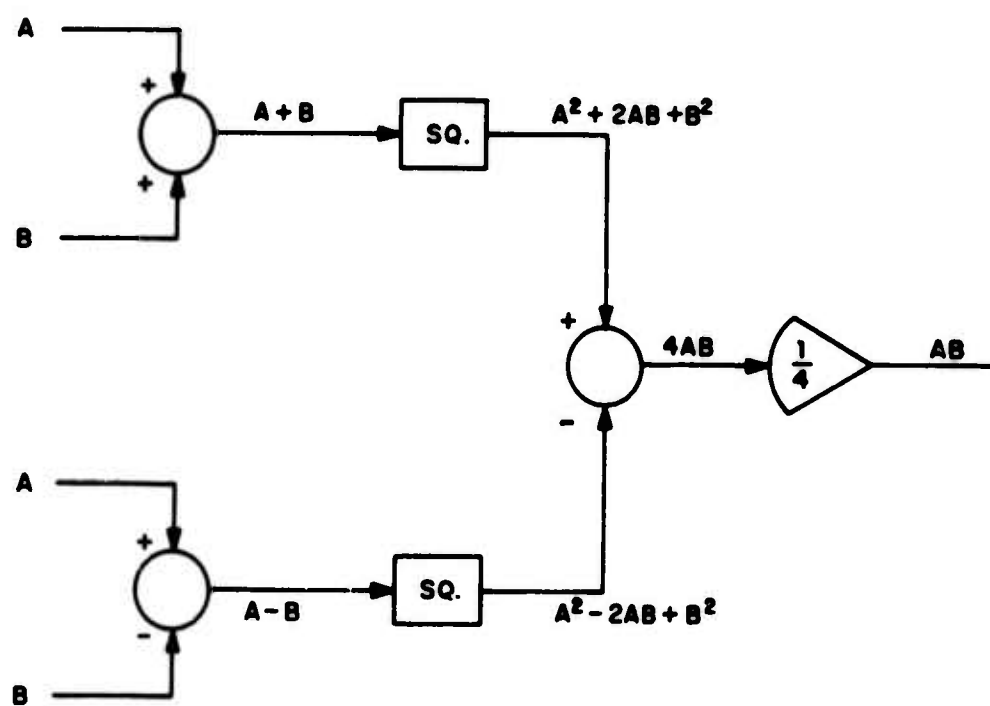 A
+
A + B
SQ.
A² + 2AB + B²
+
B
+
4AB
1/4
AB
-
A
+
SQ.
A - B
A² - 2AB + B²
-
B